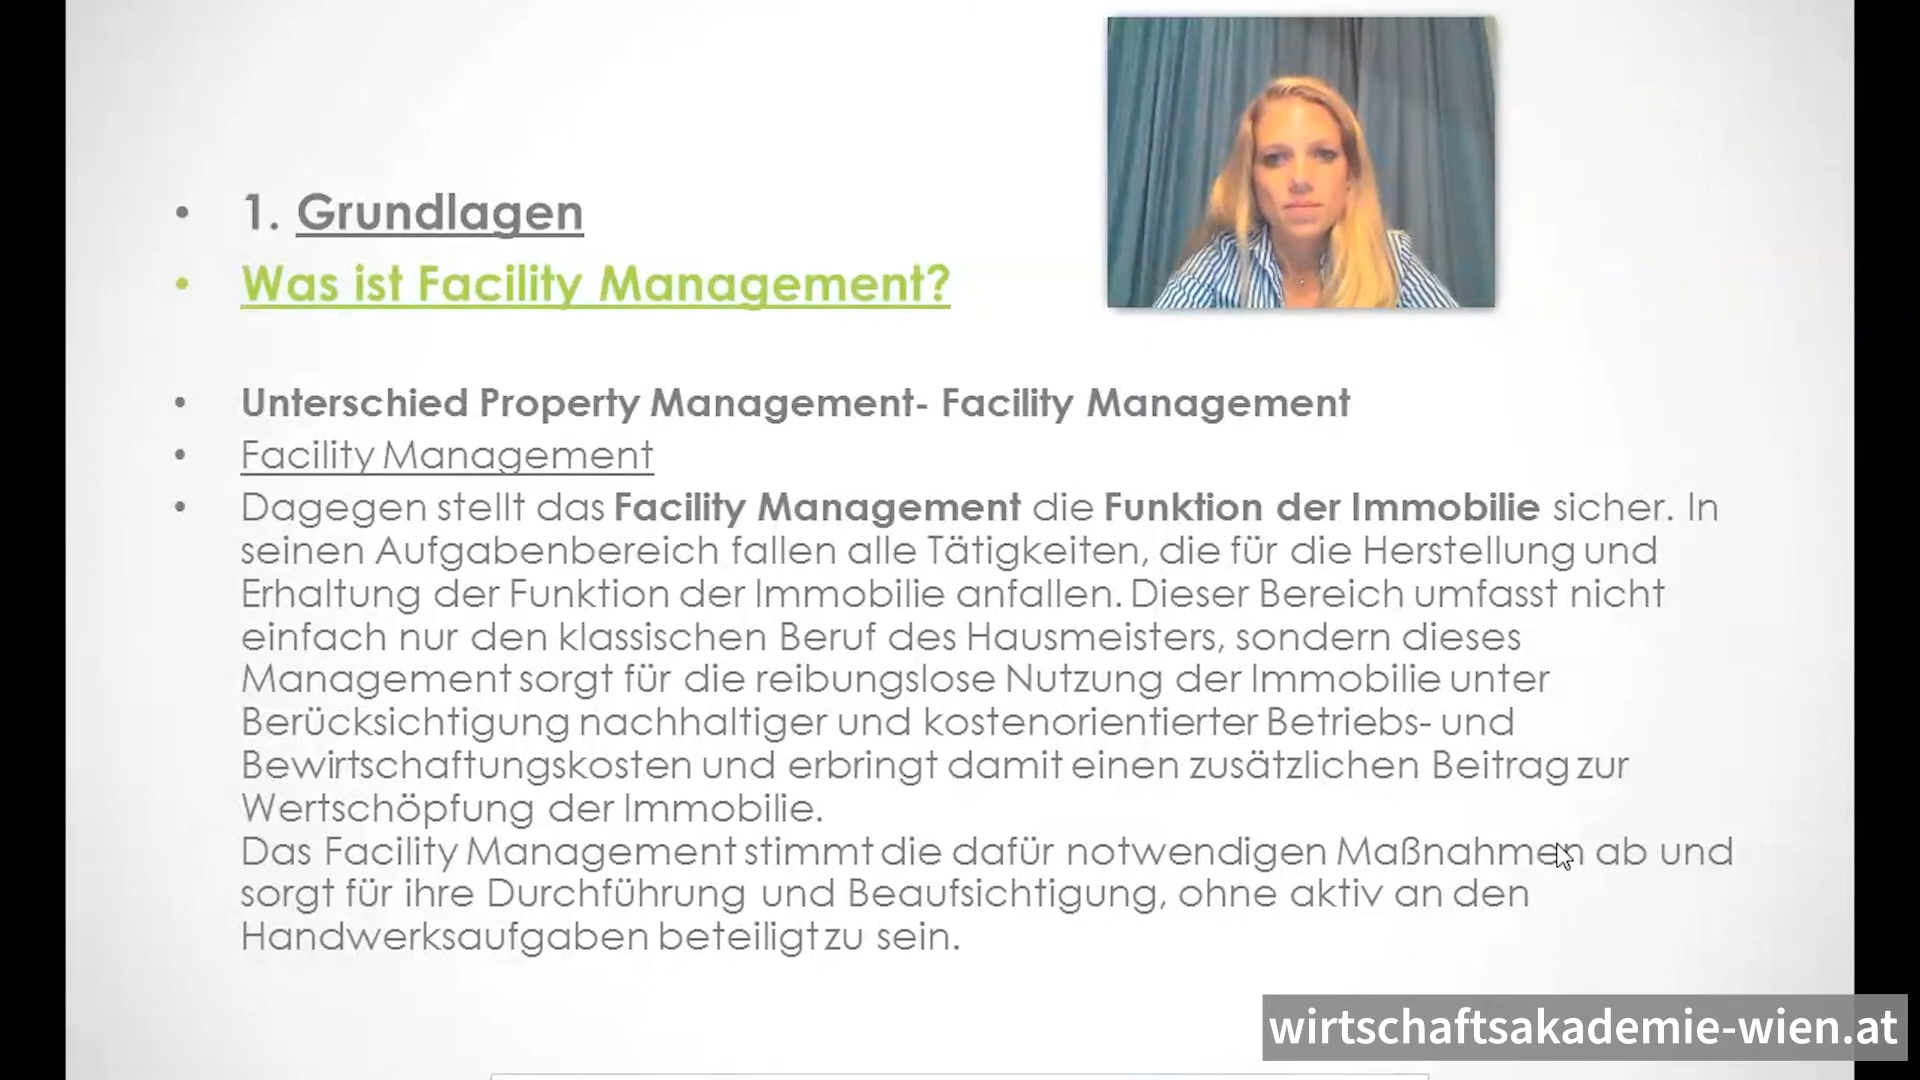 • 1. Grundlagen
• Was ist Facility Management?
• Unterschied Property Management- Facility Management
• Facility Management
• Dagegen stellt das Facility Management die Funktion der Immobilie sicher. In
seinen Aufgabenbereich fallen alle Tätigkeiten, die für die Herstellung und
Erhaltung der Funktion der Immobilie anfallen. Dieser Bereich umfasst nicht
einfach nur den klassischen Beruf des Hausmeisters, sondern dieses
Management sorgt für die reibungslose Nutzung der Immobilie unter
Berücksichtigung nachhaltiger und kostenorientierter Betriebs- und
Bewirtschaftungskosten und erbringt damit einen zusätzlichen Beitrag zur
Wertschöpfung der Immobilie.
Das Facility Management stimmt die dafür notwendigen Maßnahmen ab und
sorgt für ihre Durchführung und Beaufsichtigung, ohne aktiv an den
Handwerksaufgaben beteiligt zu sein.
wirtschaftsakademie-wien.at